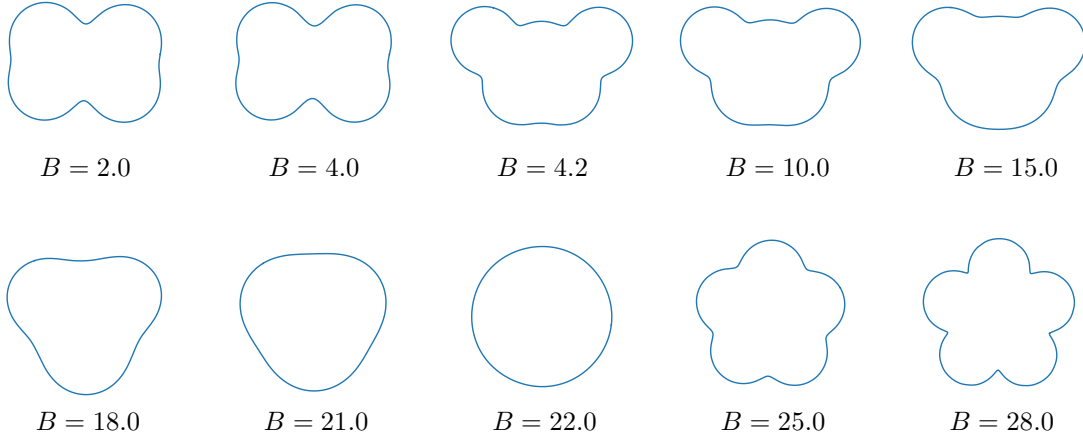 B = 2.0 B = 4.0 B = 4.2 B = 10.0 B = 15.0
B = 18.0 B = 21.0 B = 22.0 B = 25.0 B = 28.0